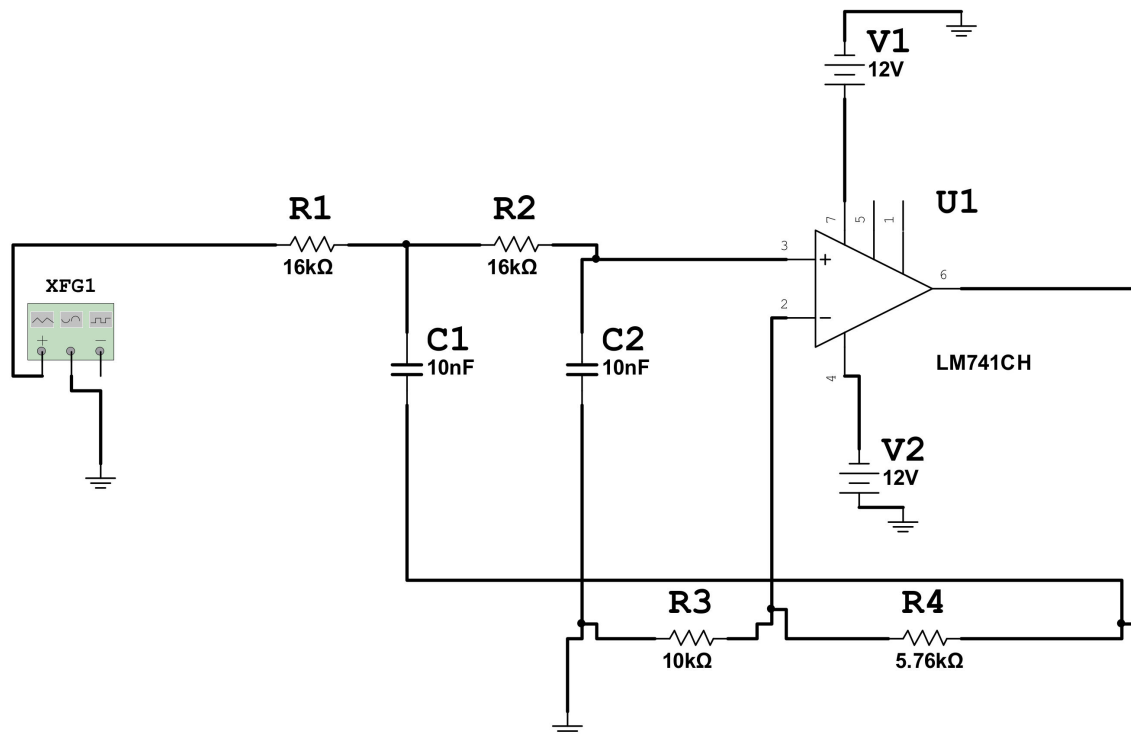 V1
12V
U1
7
5
1
R1
R2
16kΩ
16kΩ
3
+
6
2
−
XFG1
+
−
C1
10nF
C2
10nF
LM741CH
4
V2
12V
R3
R4
10kΩ
5.76kΩ